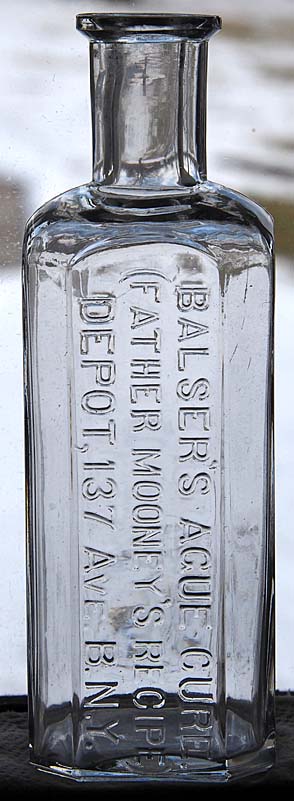 BALSER'S AGUE CURE
(FATHER MOONEY'S RECIPE)
DEPOT, 137 AVE. B. N.Y.